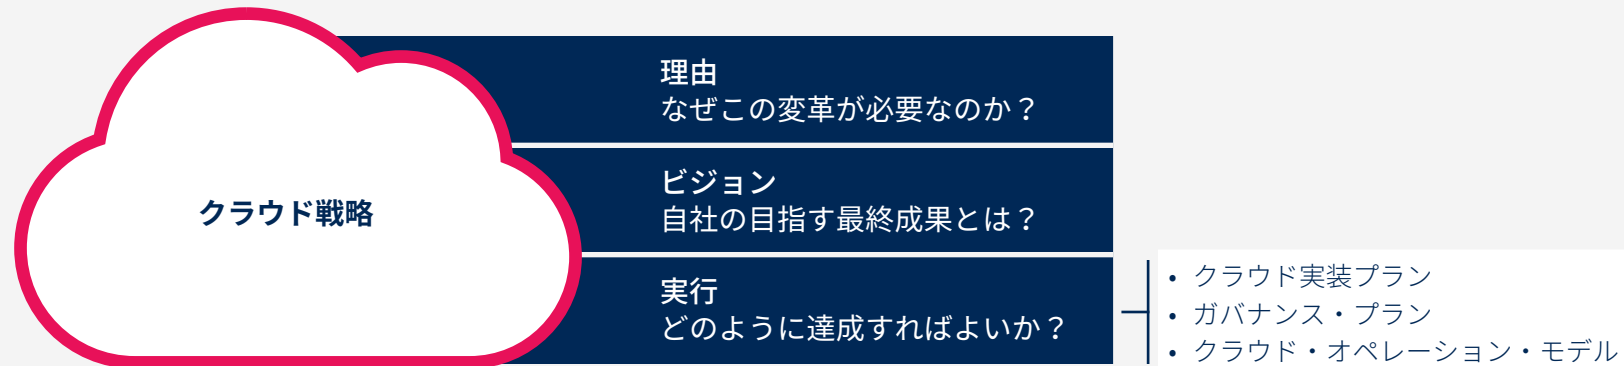 クラウド戦略
理由
なぜこの変革が必要なのか？
ビジョン
自社の目指す最終成果とは？
実行
どのように達成すればよいか？
• クラウド実装プラン
• ガバナンス・プラン
• クラウド・オペレーション・モデル